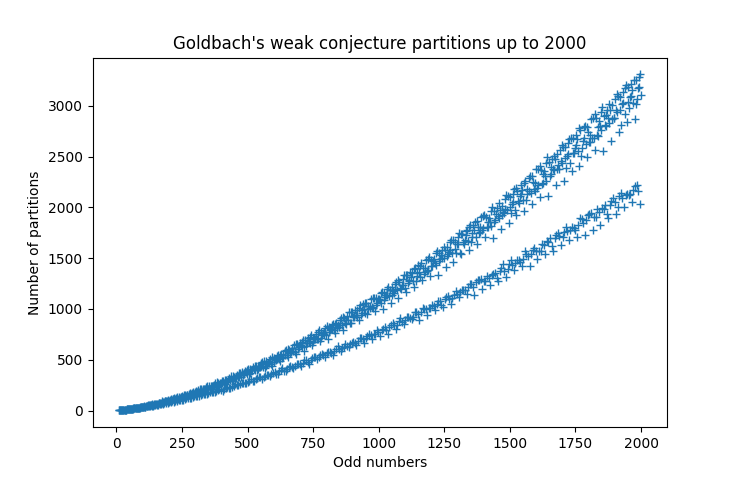 Goldbach's weak conjecture partitions up to 2000
Number of partitions
3000
2500
2000
1500
1000
500
0
0 250 500 750 1000 1250 1500 1750 2000
Odd numbers